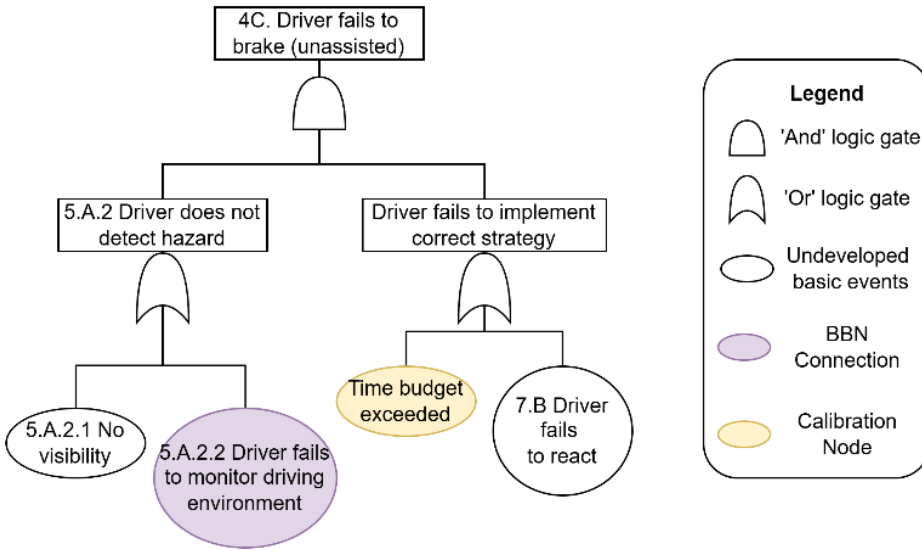 4C. Driver fails to
brake (unassisted)
5.A.2 Driver does not
detect hazard
Driver fails to implement
correct strategy
5.A.2.1 No
visibility
5.A.2.2 Driver fails
to monitor driving
environment
Time budget
exceeded
7.B Driver
fails
to react
Legend
'And' logic gate
'Or' logic gate
Undeveloped
basic events
BBN
Connection
Calibration
Node